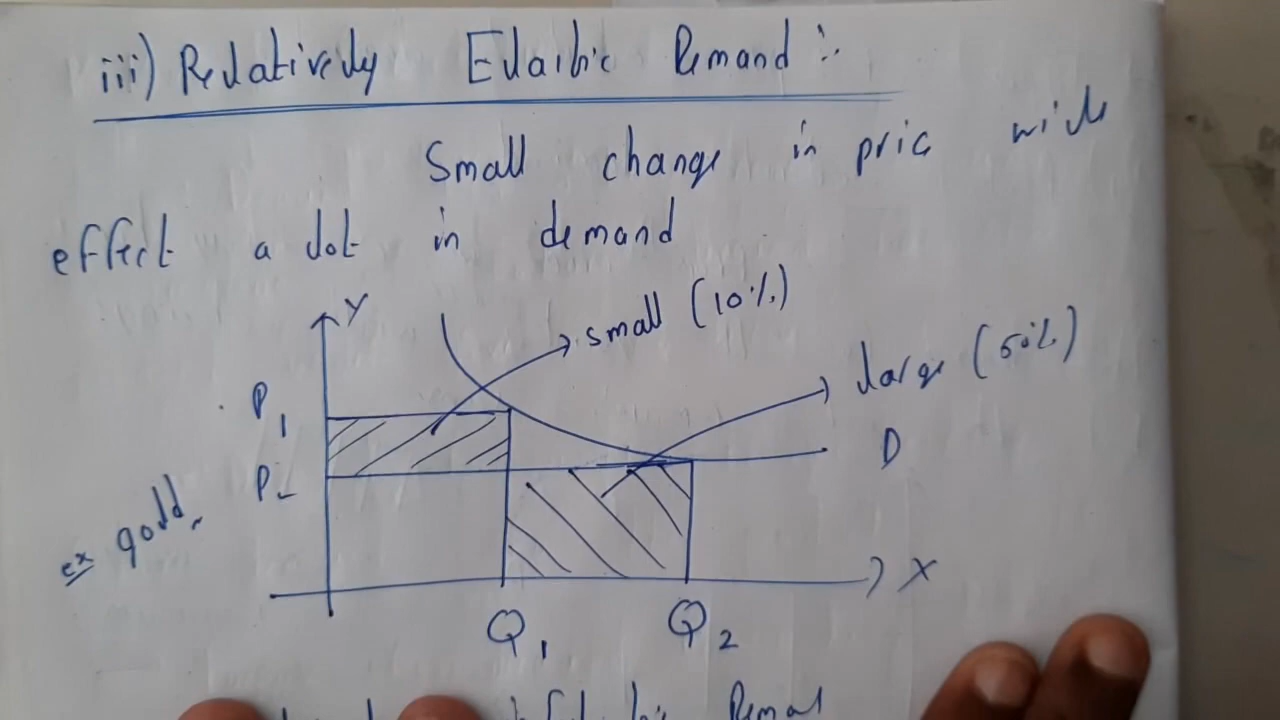 iii) Relatively Elastic Demand :-
Small change in price will
effect a lot in demand
Y
small (10%)
large (50%)
P1
D
P2
ex gold
X
Q1
Q2